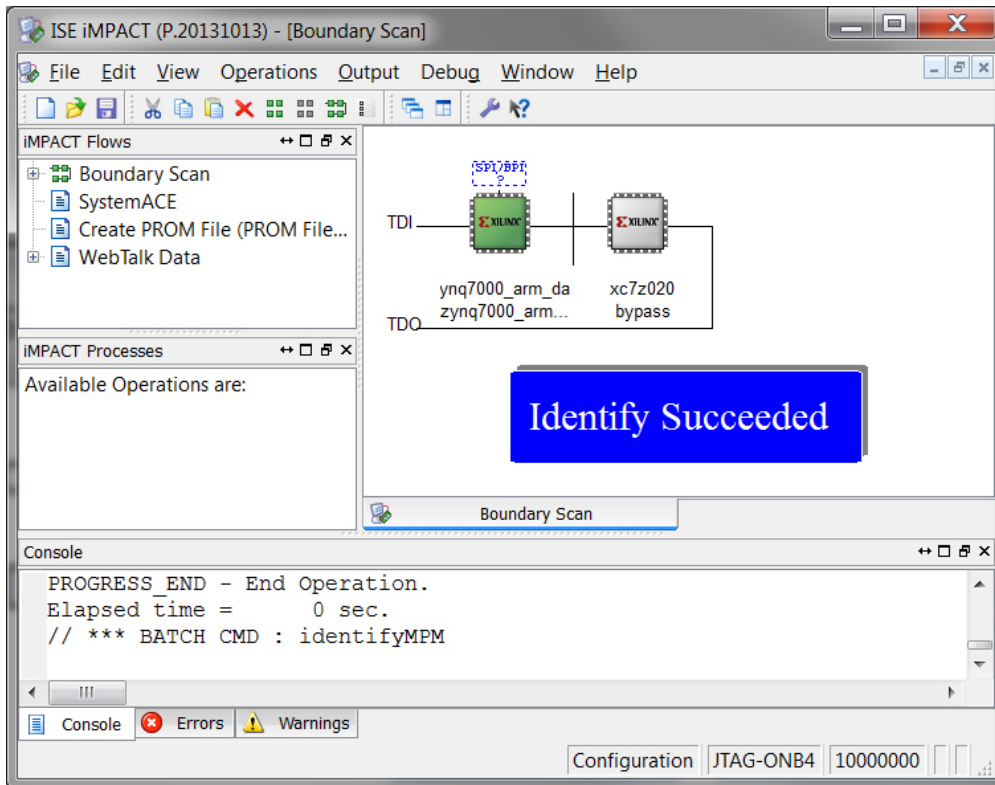 ISE iMPACT (P.20131013) - [Boundary Scan]
File Edit View Operations Output Debug Window Help
iMPACT Flows
Boundary Scan
SystemACE
Create PROM File (PROM File...
WebTalk Data
iMPACT Processes
Available Operations are:
SPI/BPI
?
TDI
XILINX
XILINX
ynq7000_arm_da
zynq7000_arm...
xc7z020
bypass
TDO
Identify Succeeded
Boundary Scan
Console
PROGRESS_END - End Operation.
Elapsed time =      0 sec.
// *** BATCH CMD : identifyMPM
Console Errors Warnings
Configuration JTAG-ONB4 10000000